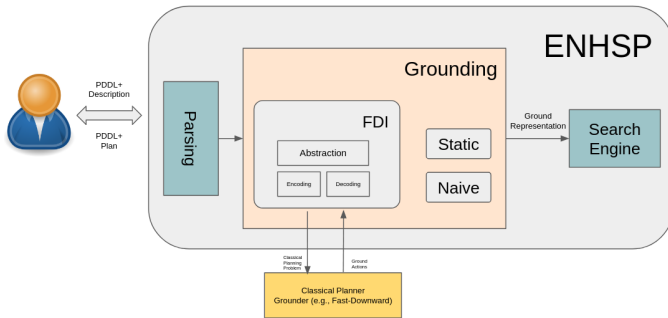 ENHSP
PDDL+
Description
PDDL+
Plan
Parsing
Grounding
FDI
Abstraction
Encoding
Decoding
Static
Naive
Ground
Representation
Search
Engine
Classical
Planning
Problem
Ground
Actions
Classical Planner
Grounder (e.g., Fast-Downward)